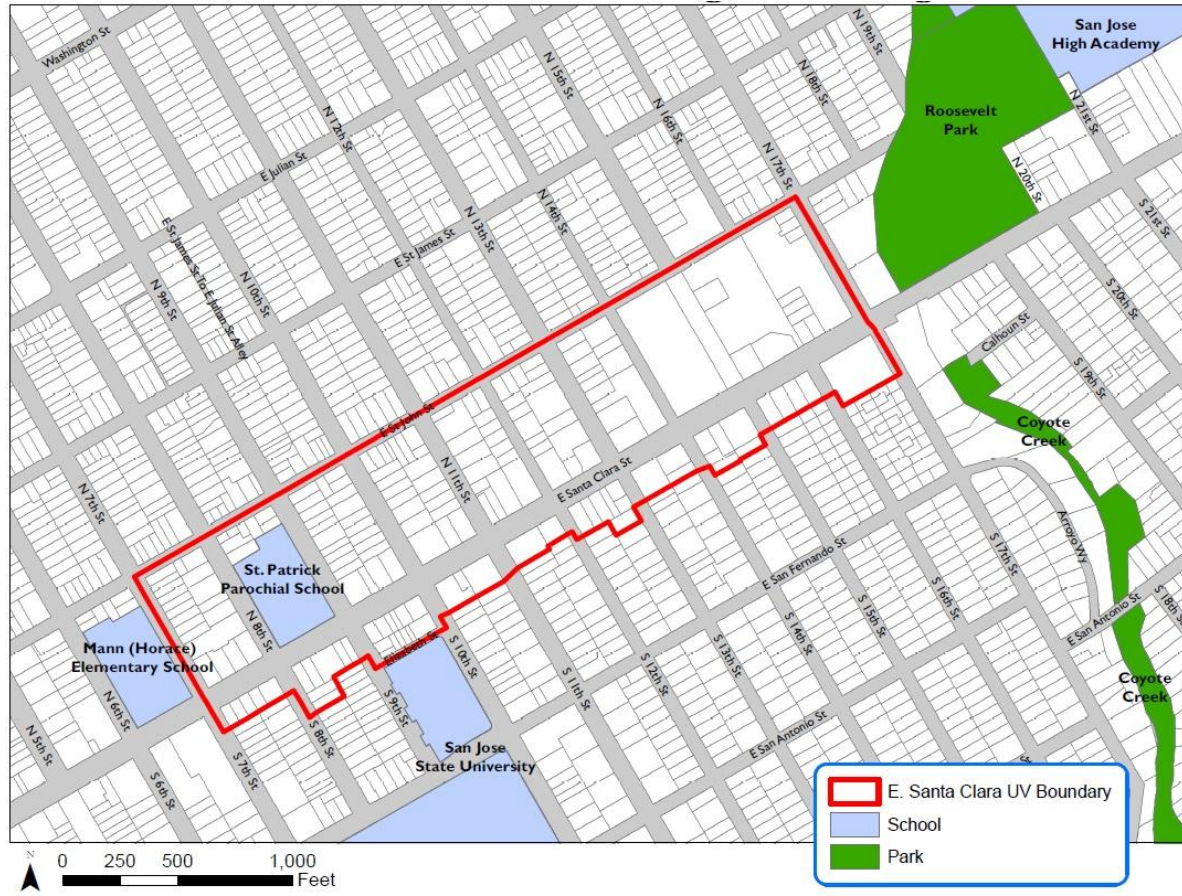 Washington St
N 12th St
N 15th St
N 19th St
N 18th St
San Jose
High Academy
N 16th St
N 17th St
Roosevelt
Park
N 21st St
N 20th St
S 21st St
E Julian St
N 14th St
N 13th St
E St James St
E St James St To E Julian St Alley
N 10th St
N 9th St
S 20th St
Calhoun St
S 19th St
Coyote
Creek
E St John St
N 11th St
E Santa Clara St
N 7th St
Arroyo Wy
E San Fernando St
S 17th St
S 16th St
S 15th St
S 14th St
S 13th St
S 12th St
S 11th St
E San Antonio St
S 18th St
St. Patrick
Parochial School
N 8th St
Mann (Horace)
Elementary School
Elizabeth St
S 10th St
S 9th St
N 6th St
N 5th St
S 8th St
S 7th St
S 6th St
San Jose
State University
E San Antonio St
Coyote
Creek
E. Santa Clara UV Boundary
School
Park
N
0 250 500 1,000
Feet